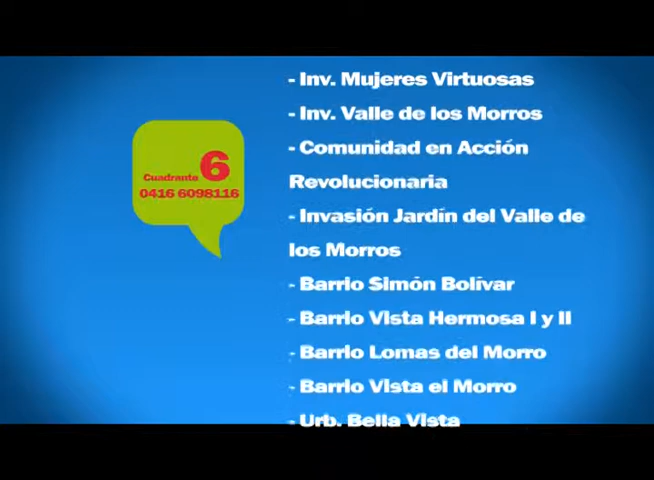 Cuadrante 6
0416 6098116
- Inv. Mujeres Virtuosas
- Inv. Valle de los Morros
- Comunidad en Acción
Revolucionaria
- Invasión Jardín del Valle de
los Morros
- Barrio Simón Bolívar
- Barrio Vista Hermosa I y II
- Barrio Lomas del Morro
- Barrio Vista el Morro
- Urb. Bella Vista